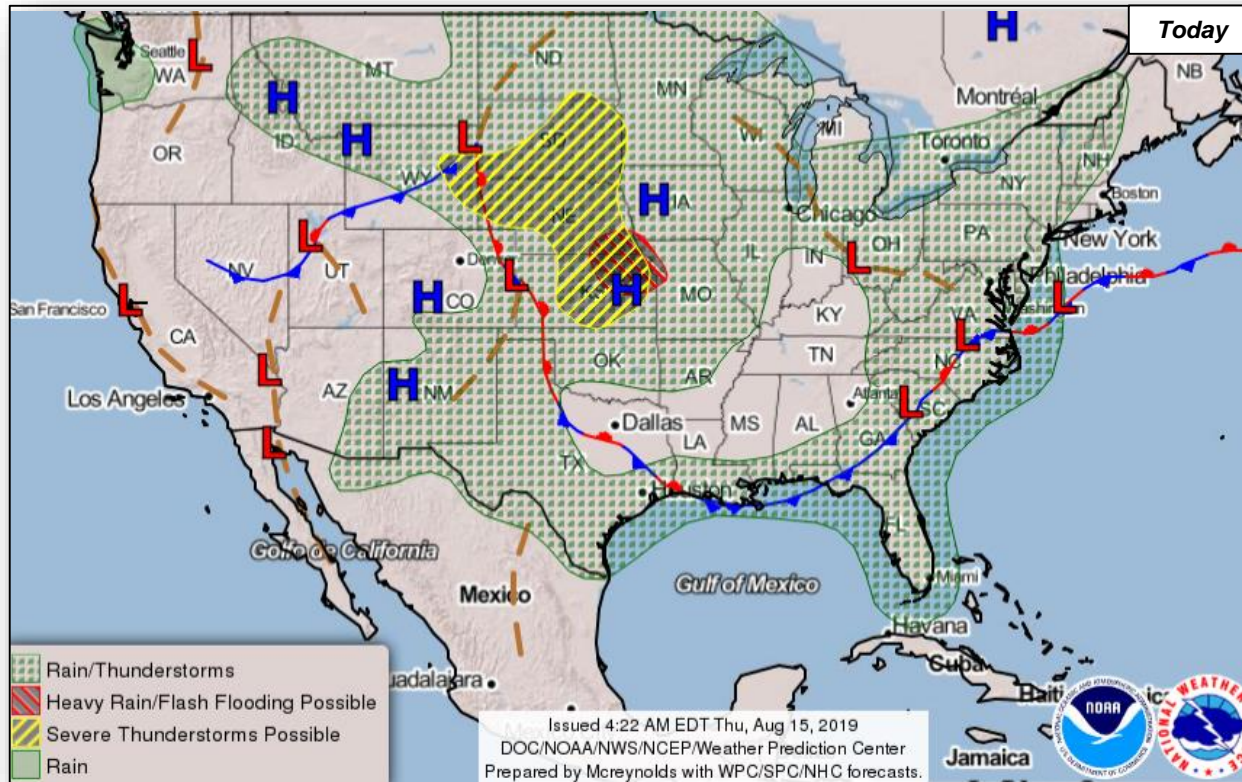 Today
H
Seattle
L
WA
MT
ND
MN
NB
Montréal
H
OR
ID
H
L
WI
MI
Toronto
NH
WY
H
IA
NY
Boston
Chicago
L
NV
UT
NE
IL
IN
OH
PA
New York
Philadelphia
San Francisco
L
CA
H
CO
L
H
MO
KY
VA
L
L
Los Angeles
L
AZ
H
NM
OK
AR
TN
NC
L
Dallas
MS
AL
Atlanta
L
SC
LA
GA
TX
Houston
FL
Golfo de California
Mexico
Gulf of Mexico
Miami
Havana
Cuba
Jamaica
Rain/Thunderstorms
Heavy Rain/Flash Flooding Possible
Severe Thunderstorms Possible
Rain
Issued 4:22 AM EDT Thu, Aug 15, 2019
DOC/NOAA/NWS/NCEP/Weather Prediction Center
Prepared by Mcreynolds with WPC/SPC/NHC forecasts.
NOAA